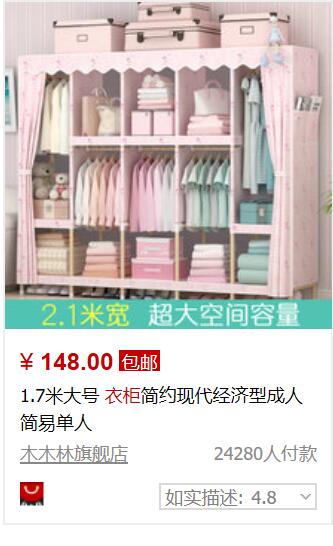 2.1米宽 超大空间容量
¥ 148.00 包邮
1.7米大号 衣柜简约现代经济型成人
简易单人
木木林旗舰店 24280人付款
如实描述: 4.8